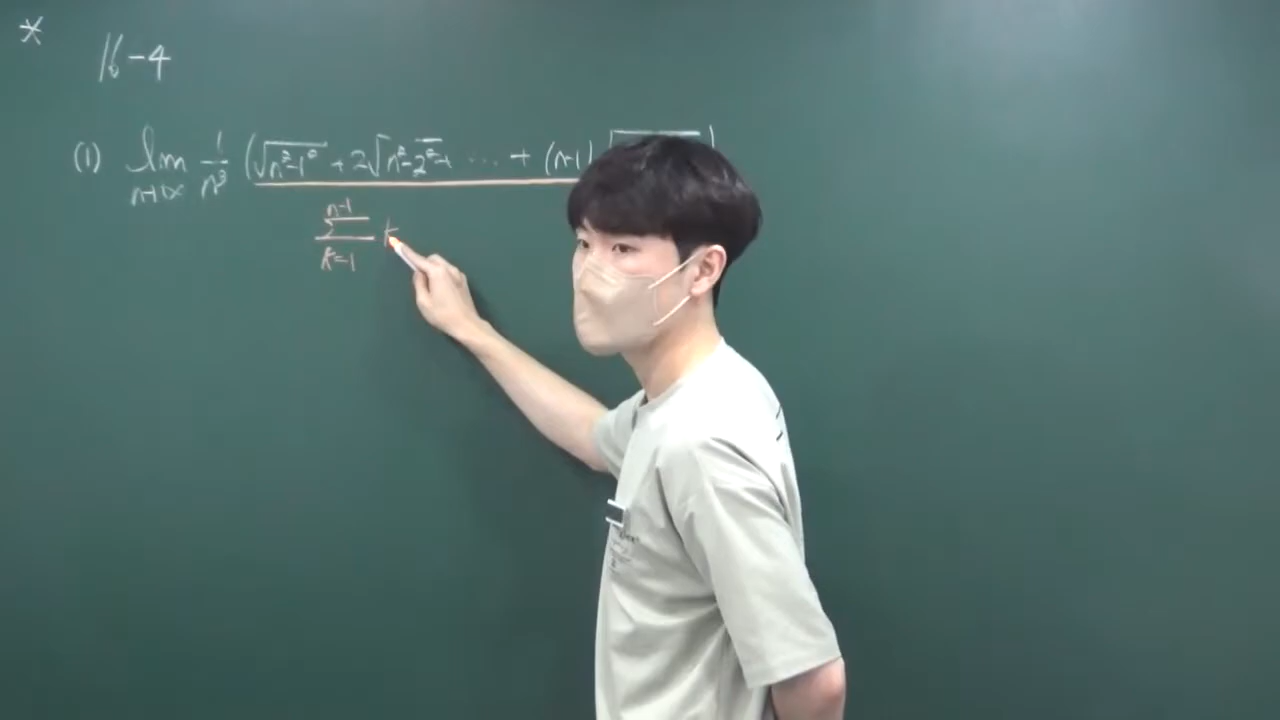 *
16-4
(1) lim n→∞ 1/n³ (√n²-1² + 2√n²-2² + ... + (n-1)
n-1
Σ k
k=1